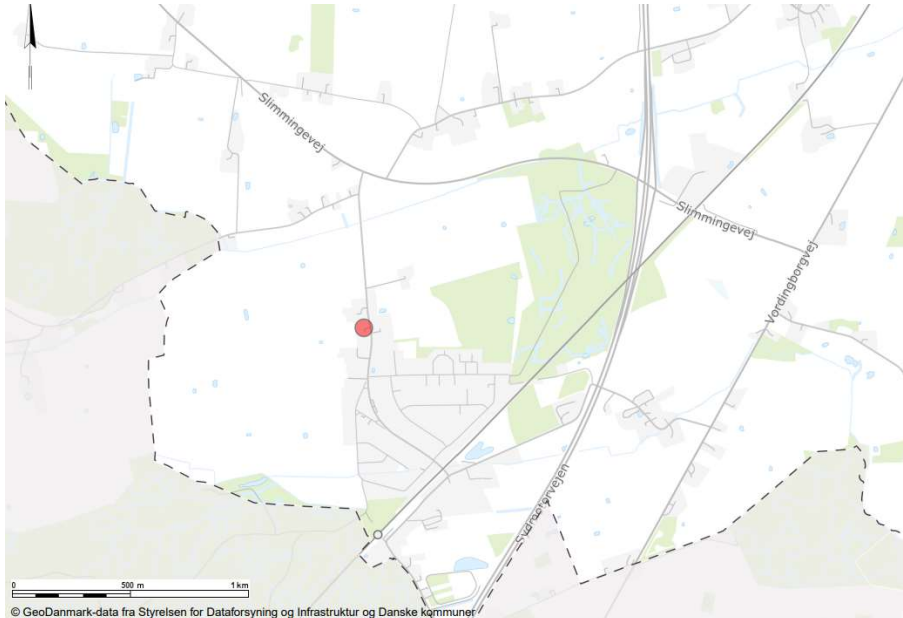 Slimmingevej
Slimmingevej
Vordingborgvej
Sydmotorvejen
0 500 m 1 km
© GeoDanmark-data fra Styrelsen for Dataforsyning og Infrastruktur og Danske kommuner